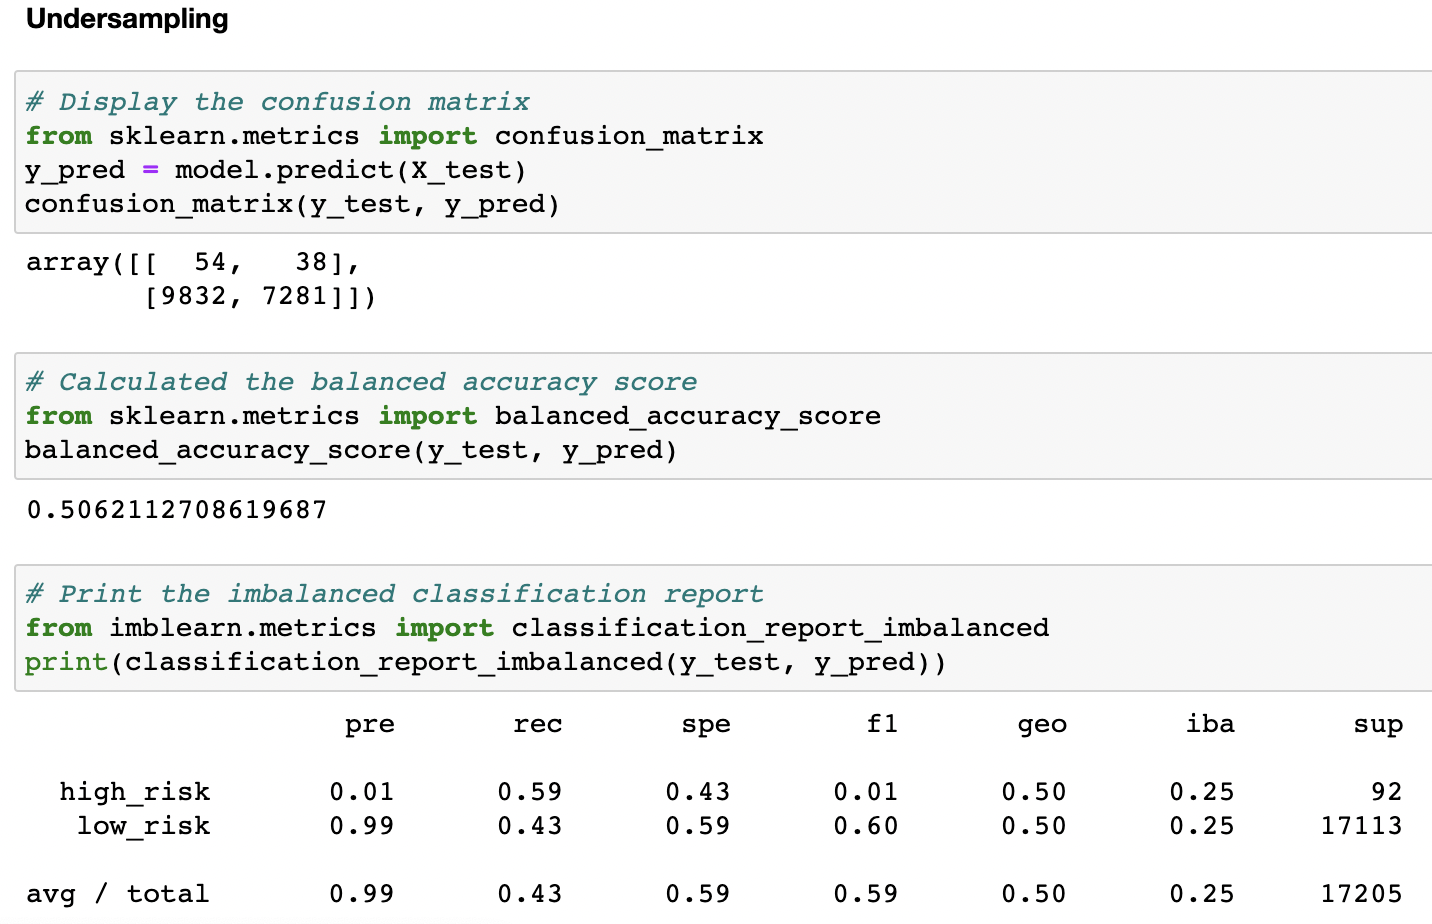 Undersampling
# Display the confusion matrix
from sklearn.metrics import confusion_matrix
y_pred = model.predict(X_test)
confusion_matrix(y_test, y_pred)
array([[  54,   38],
       [9832, 7281]])
# Calculated the balanced accuracy score
from sklearn.metrics import balanced_accuracy_score
balanced_accuracy_score(y_test, y_pred)
0.5062112708619687
# Print the imbalanced classification report
from imblearn.metrics import classification_report_imbalanced
print(classification_report_imbalanced(y_test, y_pred))
pre rec spe f1 geo iba sup
high_risk 0.01 0.59 0.43 0.01 0.50 0.25 92
low_risk 0.99 0.43 0.59 0.60 0.50 0.25 17113
avg / total 0.99 0.43 0.59 0.59 0.50 0.25 17205